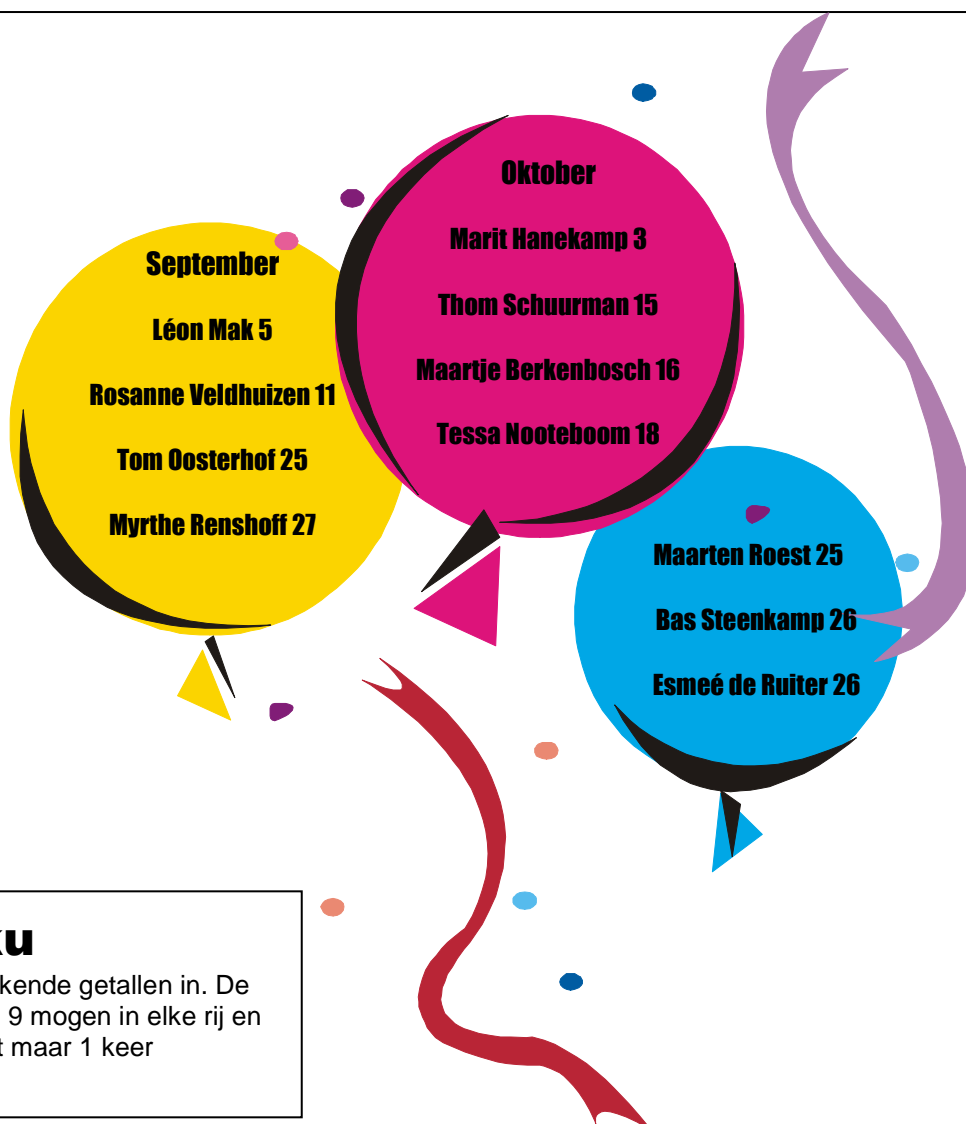 Oktober
Marit Hanekamp 3
Thom Schuurman 15
Maartje Berkenbosch 16
Tessa Nooteboom 18
September
Léon Mak 5
Rosanne Veldhuizen 11
Tom Oosterhof 25
Myrthe Renshoff 27
Maarten Roest 25
Bas Steenkamp 26
Esmeé de Ruiter 26
ku
kende getallen in. De
9 mogen in elke rij en
t maar 1 keer